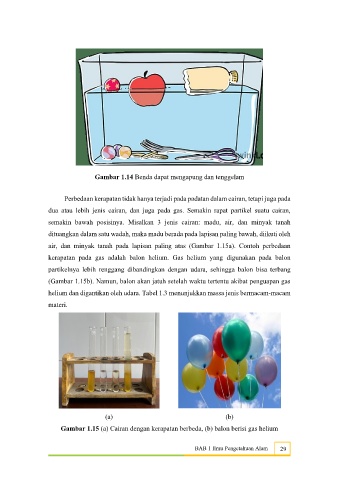 Gambar 1.14 Benda dapat mengapung dan tenggelam
Perbedaan kerapatan tidak hanya terjadi pada padatan dalam cairan, tetapi juga pada
dua atau lebih jenis cairan, dan juga pada gas. Semakin rapat partikel suatu cairan,
semakin bawah posisinya. Misalkan 3 jenis cairan: madu, air, dan minyak tanah
dituangkan dalam satu wadah, maka madu berada pada lapisan paling bawah, diikuti oleh
air, dan minyak tanah pada lapisan paling atas (Gambar 1.15a). Contoh perbedaan
kerapatan pada gas adalah balon helium. Gas helium yang digunakan pada balon
partikelnya lebih renggang dibandingkan dengan udara, sehingga balon bisa terbang
(Gambar 1.15b). Namun, balon akan jatuh setelah waktu tertentu akibat penguapan gas
helium dan digantikan oleh udara. Tabel 1.3 menunjukkan massa jenis bermacam-macam
materi.
(a) (b)
Gambar 1.15 (a) Cairan dengan kerapatan berbeda, (b) balon berisi gas helium
BAB 1 Ilmu Pengetahuan Alam 29